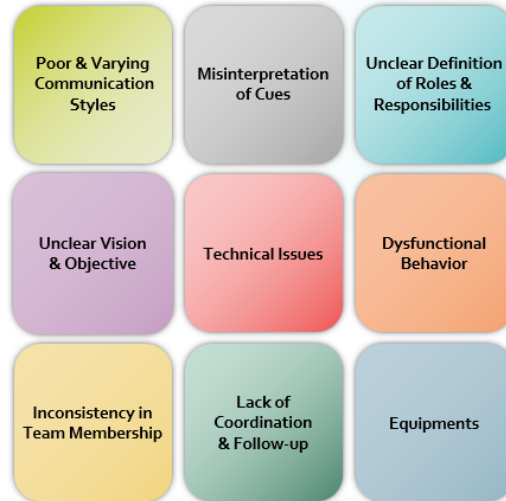 Poor & Varying
Communication
Styles
Misinterpretation
of Cues
Unclear Definition
of Roles &
Responsibilities
Unclear Vision
& Objective
Technical Issues
Dysfunctional
Behavior
Inconsistency in
Team Membership
Lack of
Coordination
& Follow-up
Equipments